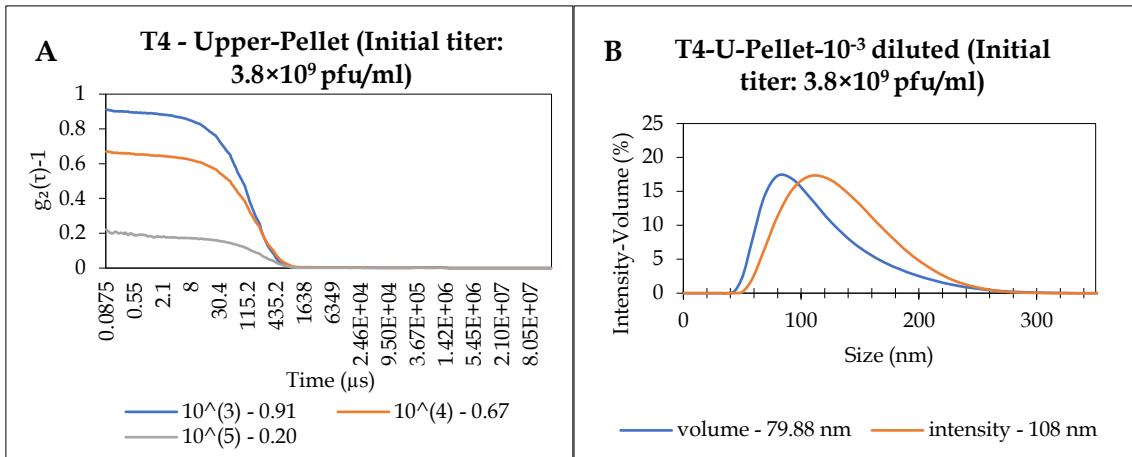 A
T4 - Upper-Pellet (Initial titer:
3.8×10⁹ pfu/ml)
g₂(τ)-1
1
0.8
0.6
0.4
0.2
0
0.0875
0.55
2.1
8
30.4
115.2
435.2
1638
6349
2.46E+04
9.50E+04
3.67E+05
1.42E+06
5.45E+06
2.10E+07
8.05E+07
Time (µs)
10^(3) - 0.91
10^(4) - 0.67
10^(5) - 0.20
B
T4-U-Pellet-10⁻³ diluted (Initial
titer: 3.8×10⁹ pfu/ml)
Intensity-Volume (%)
25
20
15
10
5
0
0 100 200 300
Size (nm)
volume - 79.88 nm
intensity - 108 nm